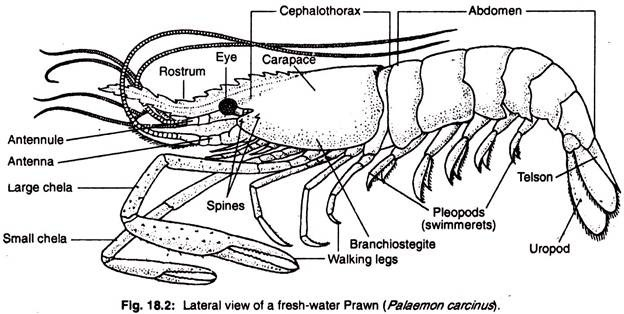 Cephalothorax
Abdomen
Eye
Carapace
Rostrum
Antennule
Antenna
Large chela
Spines
Telson
Pleopods
(swimmerets)
Small chela
Branchiostegite
Uropod
Walking legs
Fig. 18.2: Lateral view of a fresh-water Prawn (Palaemon carcinus).